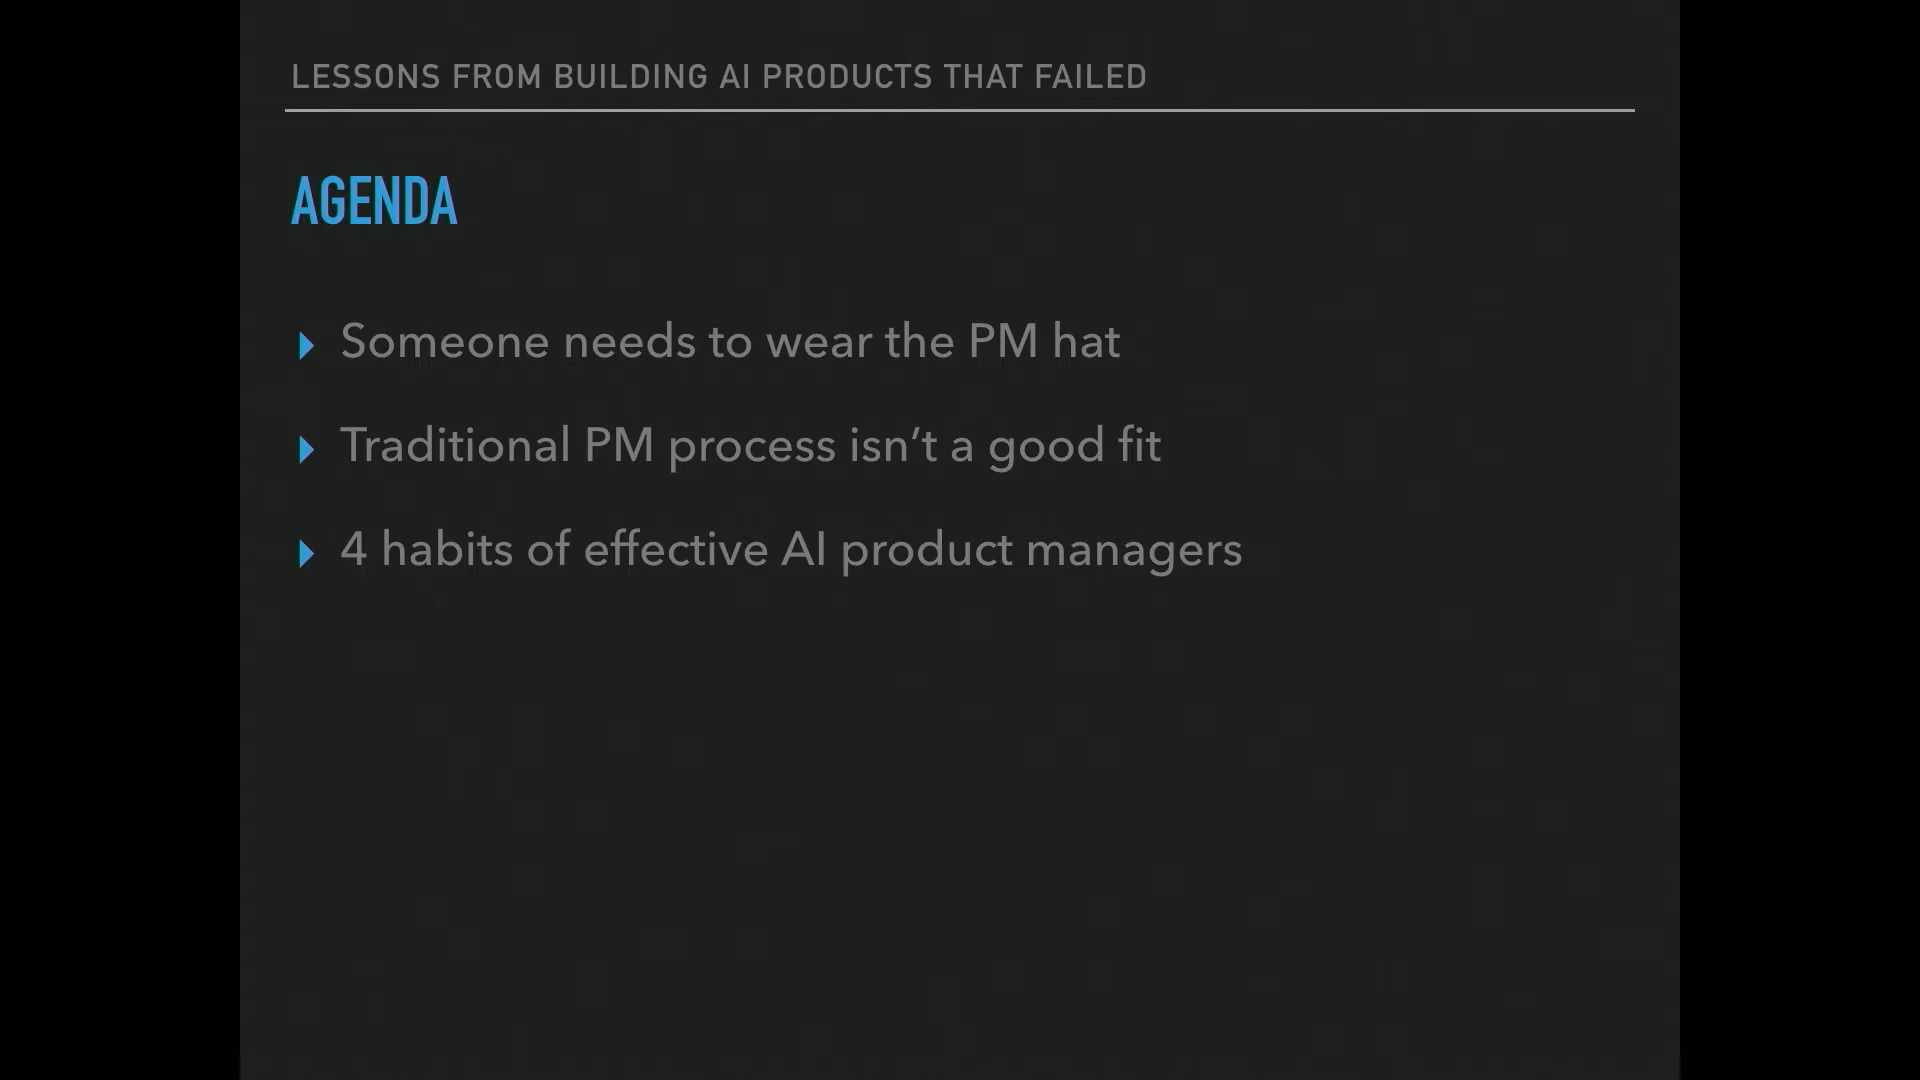 LESSONS FROM BUILDING AI PRODUCTS THAT FAILED
AGENDA
Someone needs to wear the PM hat
Traditional PM process isn’t a good fit
4 habits of effective AI product managers